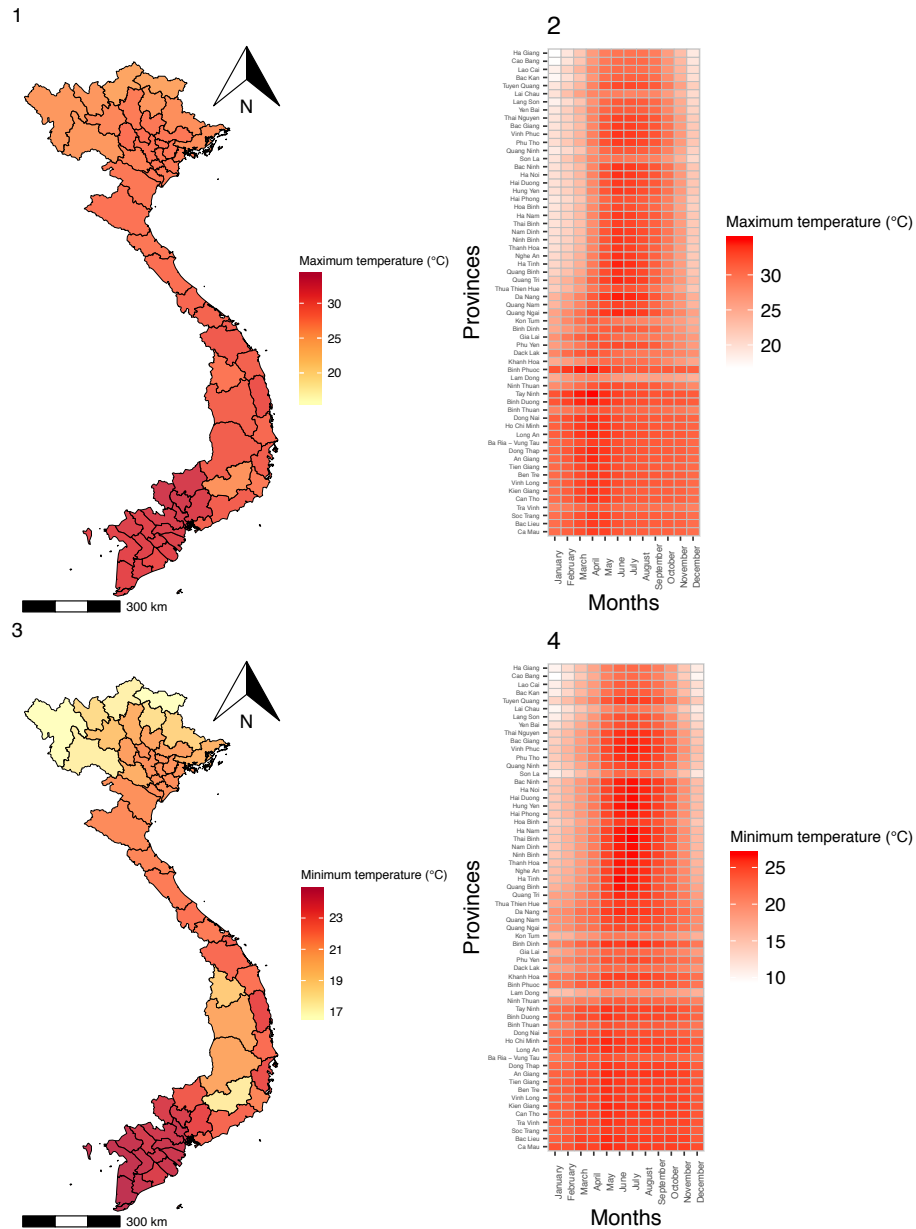 1
N
Maximum temperature (°C)
30
25
20
300 km
2
Provinces
Ha Giang
Cao Bang
Lao Cai
Bac Kan
Tuyen Quang
Lai Chau
Lang Son
Yen Bai
Thai Nguyen
Bac Giang
Vinh Phuc
Phu Tho
Quang Ninh
Son La
Bac Ninh
Ha Noi
Hai Duong
Hung Yen
Hai Phong
Hoa Binh
Ha Nam
Thai Binh
Nam Dinh
Ninh Binh
Thanh Hoa
Nghe An
Ha Tinh
Quang Binh
Quang Tri
Thua Thien Hue
Da Nang
Quang Nam
Quang Ngai
Kon Tum
Binh Dinh
Gia Lai
Phu Yen
Dack Lak
Khanh Hoa
Binh Phuoc
Lam Dong
Ninh Thuan
Tay Ninh
Binh Duong
Binh Thuan
Dong Nai
Ho Chi Minh
Long An
Ba Ria – Vung Tau
Dong Thap
An Giang
Tien Giang
Ben Tre
Vinh Long
Kien Giang
Can Tho
Tra Vinh
Soc Trang
Bac Lieu
Ca Mau
January
February
March
April
May
June
July
August
September
October
November
December
Months
Maximum temperature (°C)
30
25
20
3
N
Minimum temperature (°C)
23
21
19
17
300 km
4
Provinces
Ha Giang
Cao Bang
Lao Cai
Bac Kan
Tuyen Quang
Lai Chau
Lang Son
Yen Bai
Thai Nguyen
Bac Giang
Vinh Phuc
Phu Tho
Quang Ninh
Son La
Bac Ninh
Ha Noi
Hai Duong
Hung Yen
Hai Phong
Hoa Binh
Ha Nam
Thai Binh
Nam Dinh
Ninh Binh
Thanh Hoa
Nghe An
Ha Tinh
Quang Binh
Quang Tri
Thua Thien Hue
Da Nang
Quang Nam
Quang Ngai
Kon Tum
Binh Dinh
Gia Lai
Phu Yen
Dack Lak
Khanh Hoa
Binh Phuoc
Lam Dong
Ninh Thuan
Tay Ninh
Binh Duong
Binh Thuan
Dong Nai
Ho Chi Minh
Long An
Ba Ria – Vung Tau
Dong Thap
An Giang
Tien Giang
Ben Tre
Vinh Long
Kien Giang
Can Tho
Tra Vinh
Soc Trang
Bac Lieu
Ca Mau
January
February
March
April
May
June
July
August
September
October
November
December
Months
Minimum temperature (°C)
25
20
15
10